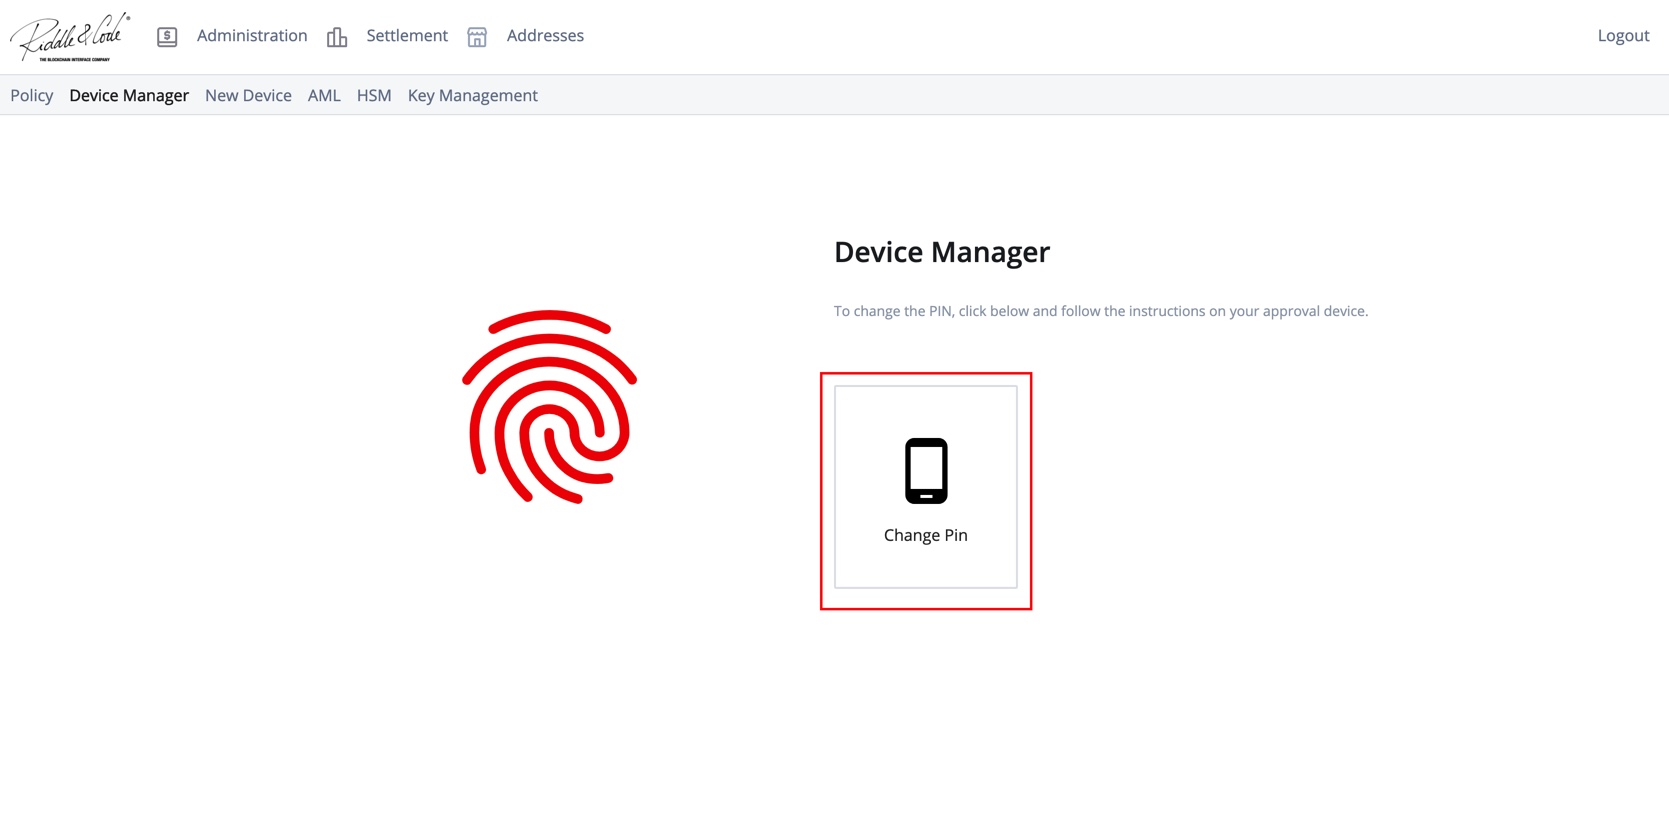 Riddle & Code®
THE BLOCKCHAIN INTERFACE COMPANY
Administration Settlement Addresses Logout
Policy Device Manager New Device AML HSM Key Management
Device Manager
To change the PIN, click below and follow the instructions on your approval device.
Change Pin